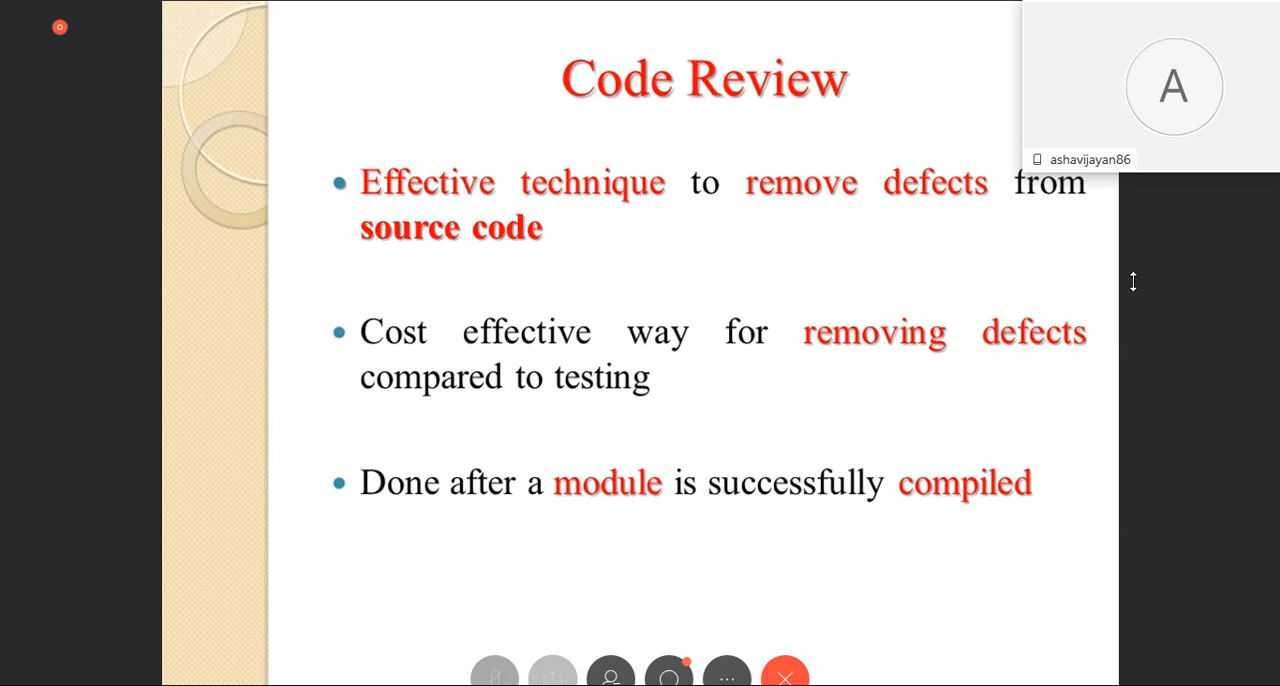 Code Review
A
ashavijayan86
• Effective technique to remove defects from
source code
• Cost effective way for removing defects
compared to testing
• Done after a module is successfully compiled